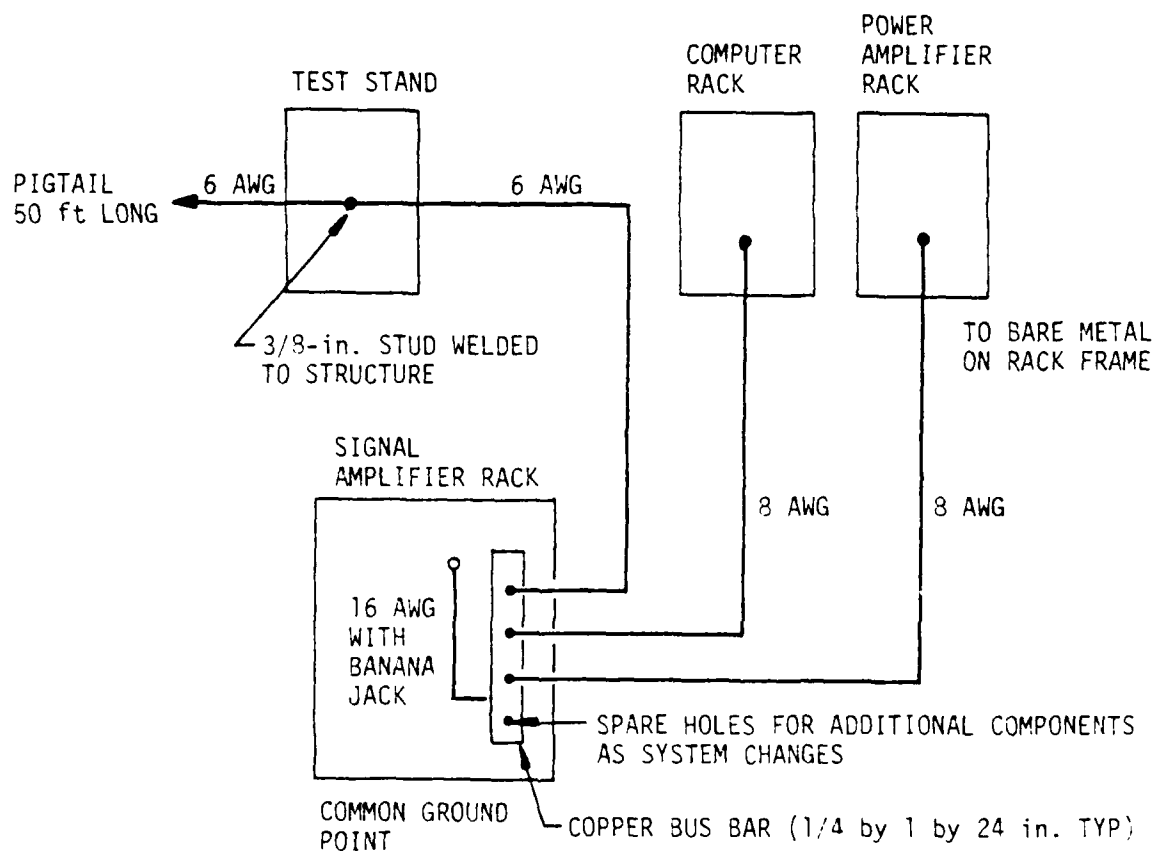 POWER
AMPLIFIER
RACK
COMPUTER
RACK
TEST STAND
PIGTAIL
50 ft LONG
6 AWG
6 AWG
3/8-in. STUD WELDED
TO STRUCTURE
TO BARE METAL
ON RACK FRAME
SIGNAL
AMPLIFIER RACK
8 AWG
8 AWG
16 AWG
WITH
BANANA
JACK
SPARE HOLES FOR ADDITIONAL COMPONENTS
AS SYSTEM CHANGES
COMMON GROUND
POINT
COPPER BUS BAR (1/4 by 1 by 24 in. TYP)